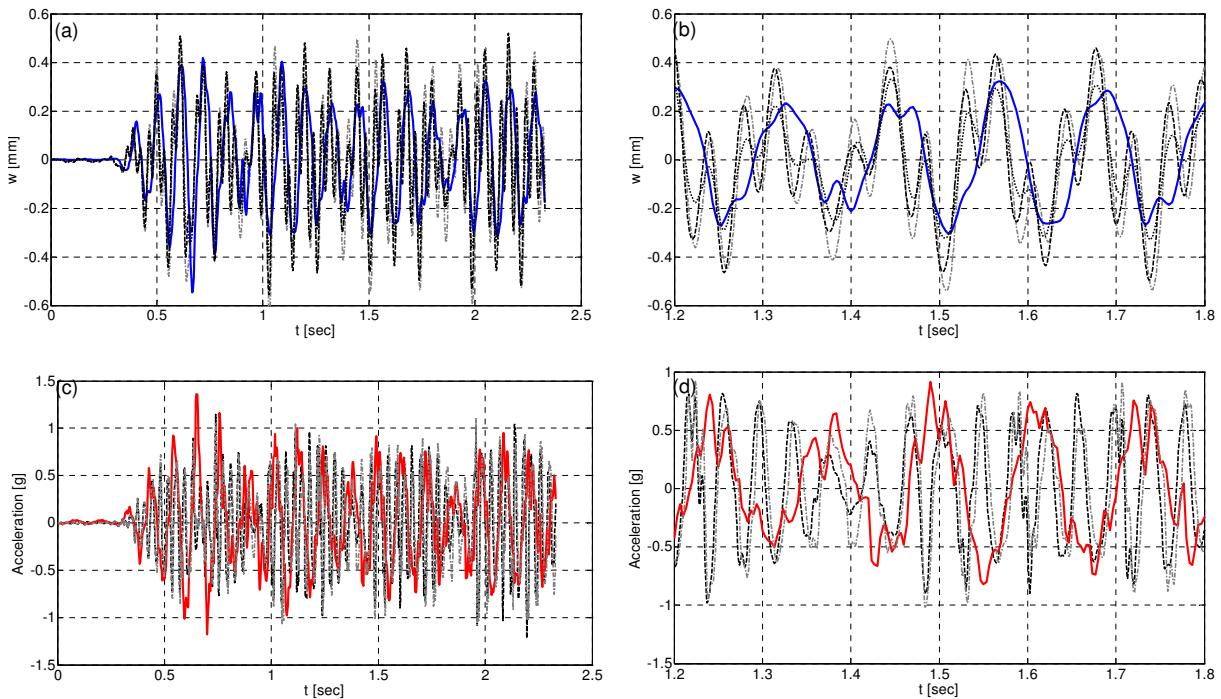 (a)
0.6
0.4
0.2
0
-0.2
-0.4
-0.6
w [mm]
0 0.5 1 1.5 2 2.5
t [sec]
(b)
0.6
0.4
0.2
0
-0.2
-0.4
-0.6
w [mm]
1.2 1.3 1.4 1.5 1.6 1.7 1.8
t [sec]
(c)
1.5
1
0.5
0
-0.5
-1
-1.5
Acceleration [g]
0 0.5 1 1.5 2 2.5
t [sec]
(d)
1
0.5
0
-0.5
-1
-1.5
Acceleration [g]
1.2 1.3 1.4 1.5 1.6 1.7 1.8
t [sec]